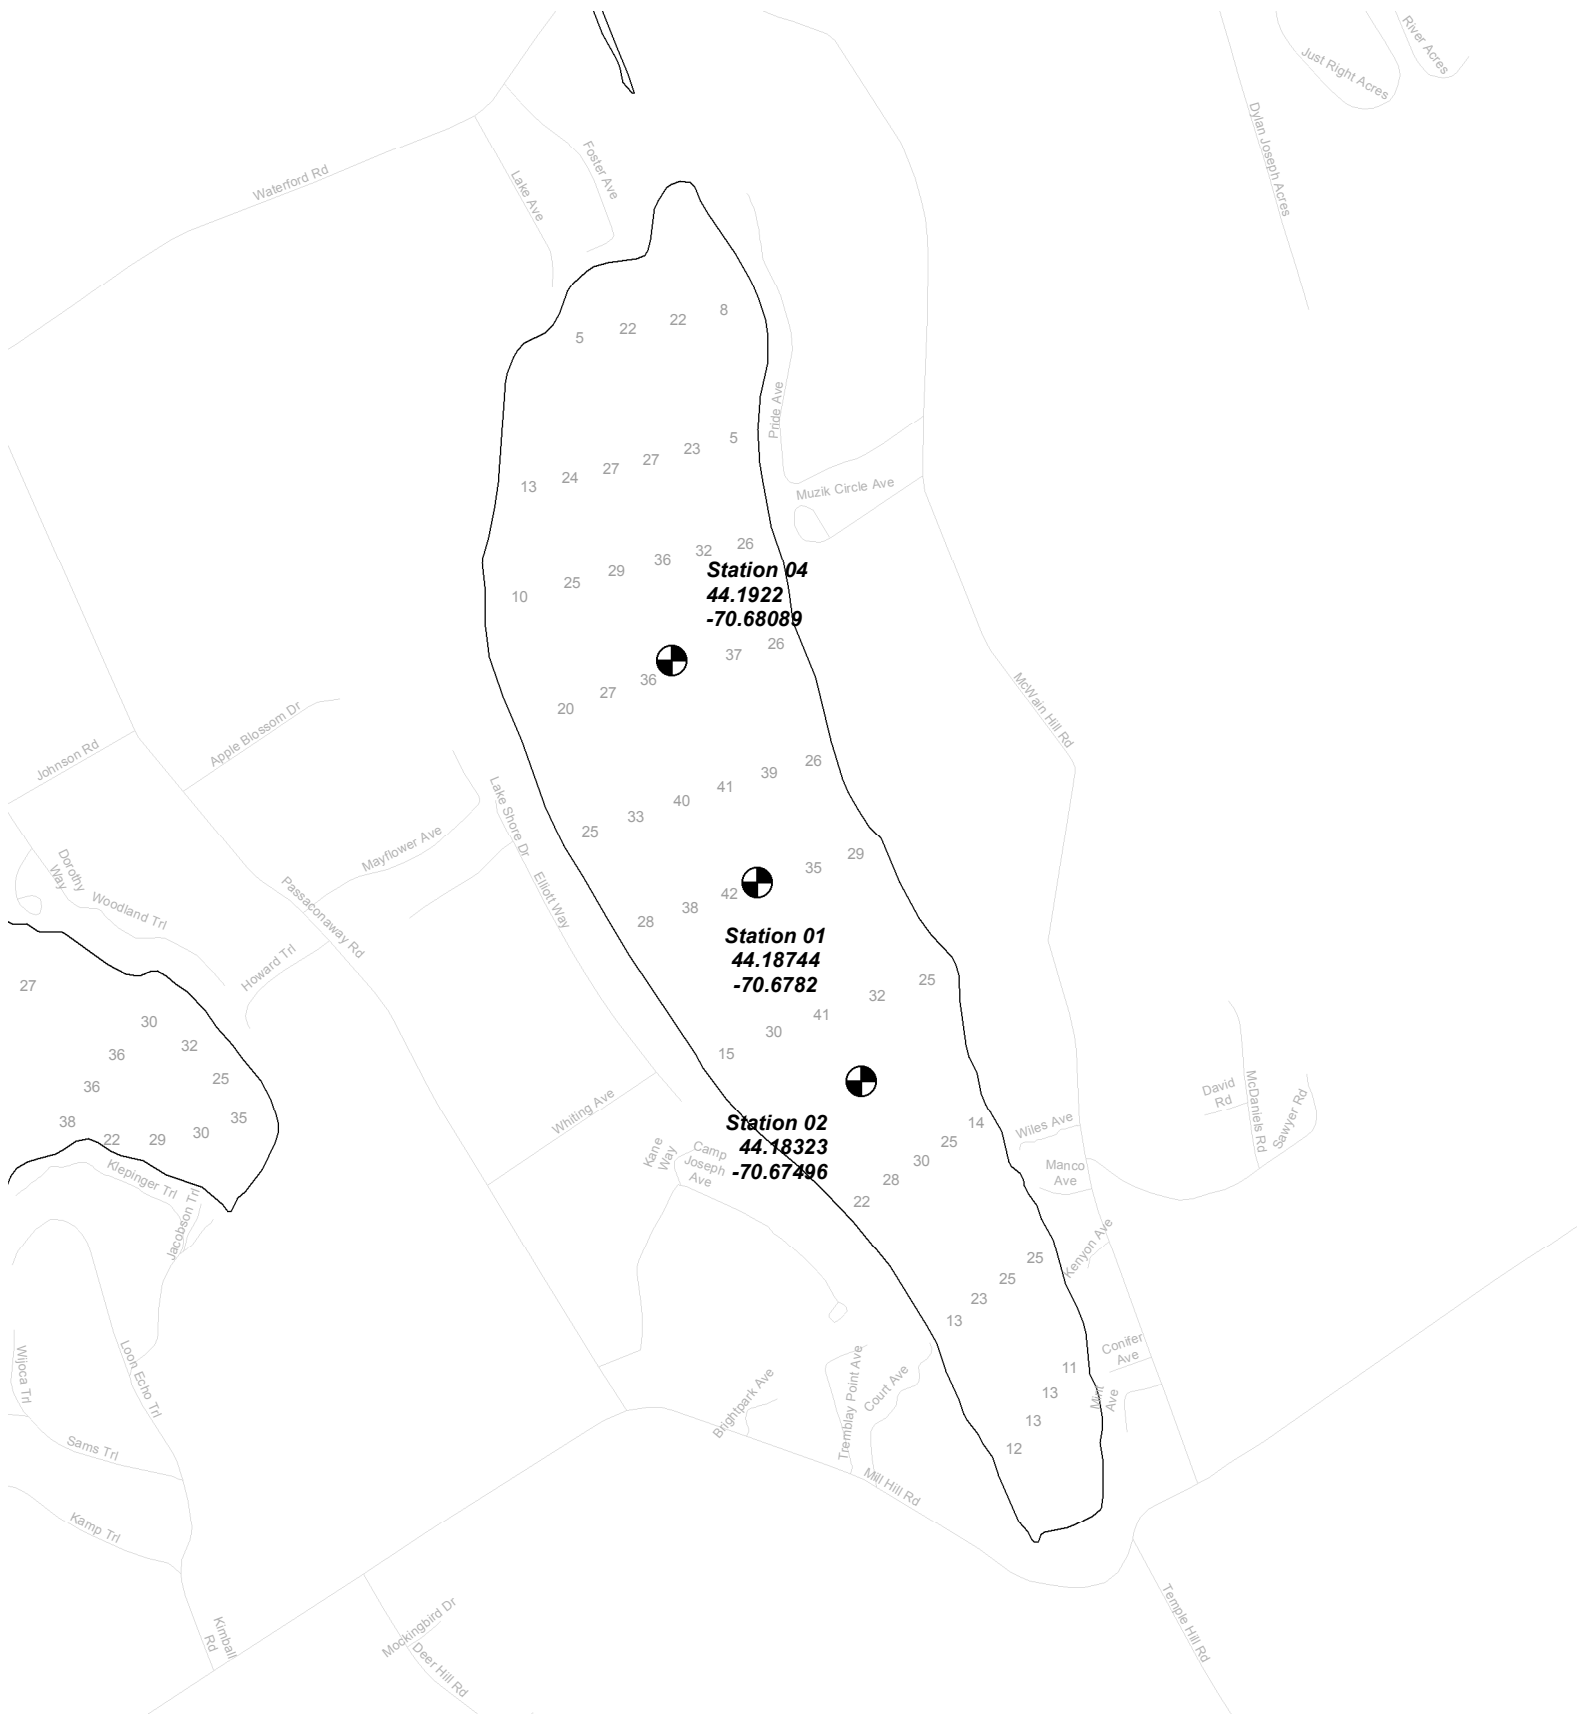 River Acres
Just Right Acres
Dylan Joseph Acres
Foster Ave
Waterford Rd
Lake Ave
5 22 22 8
Pride Ave
13 24 27 27 23 5
Muzik Circle Ave
10 25 29 36 32 26
Station 04
44.1922
-70.68089
20 27 36 37 26
McWain Hill Rd
Apple Blossom Dr
Johnson Rd
25 33 40 41 39 26
Lake Shore Dr
Mayflower Ave
28 38 42 35 29
Dorothy
Way
Woodland Trl
Passaconaway Rd
Elliott Way
Station 01
44.18744
-70.6782
Howard Trl
27
15 30 41 32 25
30
36 32
36 25
38 22 29 30 35
David
Rd
McDaniels Rd
Sawyer Rd
Whiting Ave
Station 02
44.18323
-70.67496
22 28 30 25 14
Wiles Ave
Kane
Way
Camp
Joseph
Ave
Manco
Ave
Klepinger Trl
Jacobson Trl
Kenyon Ave
13 23 25 25
Wijoca Trl
Loon Echo Trl
Conifer
Ave
12 13 13 11
Mint
Ave
Brightpark Ave
Tremblay Point Ave
Court Ave
Sams Trl
Mill Hill Rd
Kamp Trl
Kimball
Rd
Mockingbird Dr
Deer Hill Rd
Temple Hill Rd